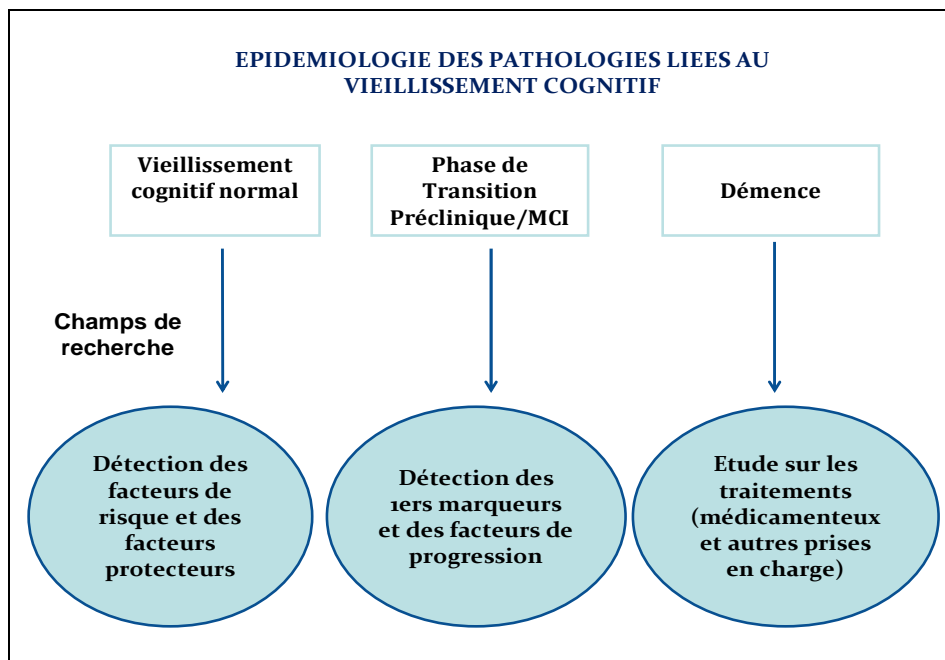 EPIDEMIOLOGIE DES PATHOLOGIES LIEES AU
VIEILLISSEMENT COGNITIF
Vieillissement
cognitif normal
Phase de
Transition
Préclinique/MCI
Démence
Champs de
recherche
Détection des
facteurs de
risque et des
facteurs
protecteurs
Détection des
1ers marqueurs
et des facteurs de
progression
Etude sur les
traitements
(médicamenteux
et autres prises
en charge)